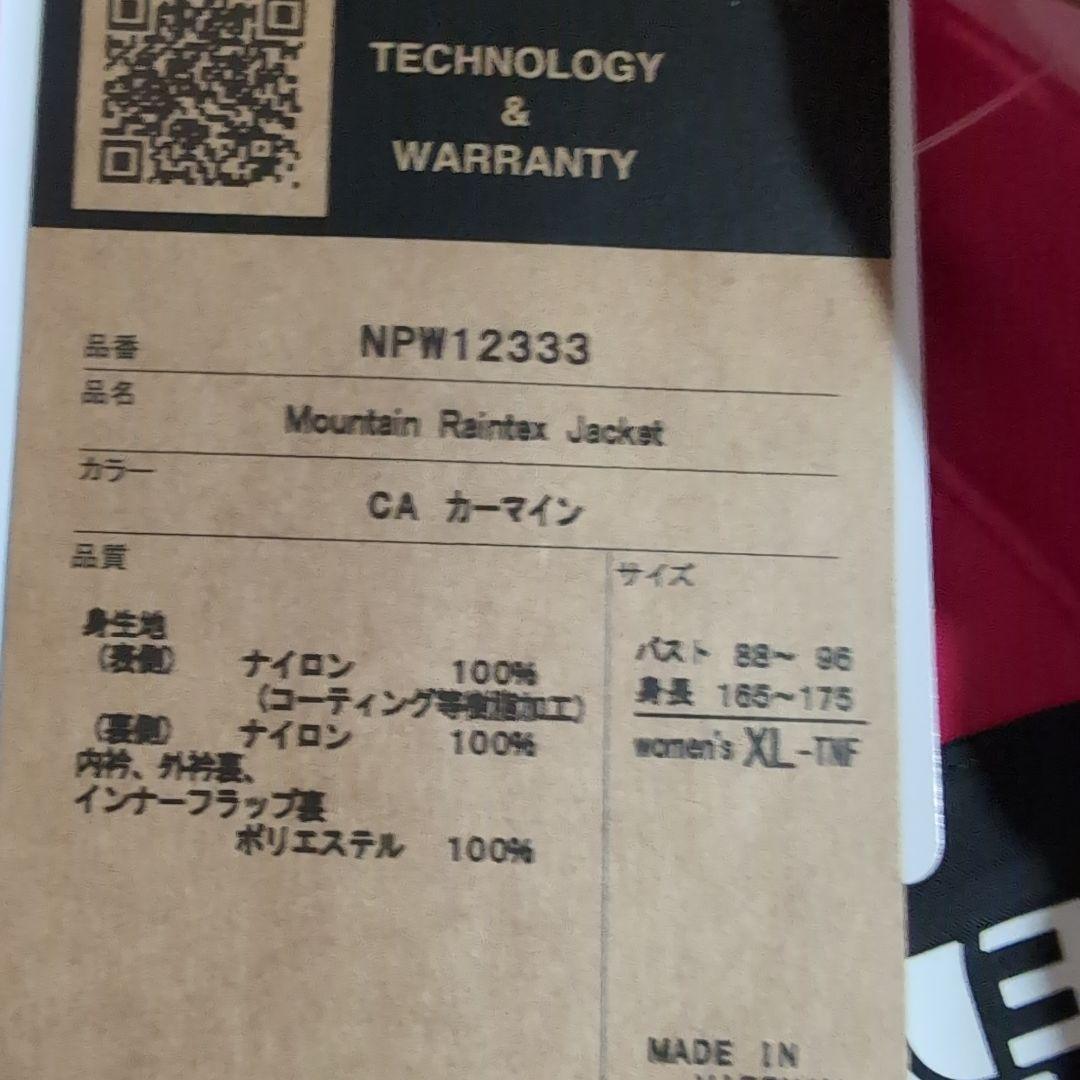 TECHNOLOGY
&
WARRANTY
品番
NPW12333
品名
Mountain Raintex Jacket
カラー
CA カーマイン
品質
身生地
(表側) ナイロン 100%
(コーティング等樹脂加工)
(裏側) ナイロン 100%
内衿、外衿裏、
インナーフラップ裏
ポリエステル 100%
サイズ
バスト 88~ 96
身長 165~175
women's XL-TNF
MADE IN